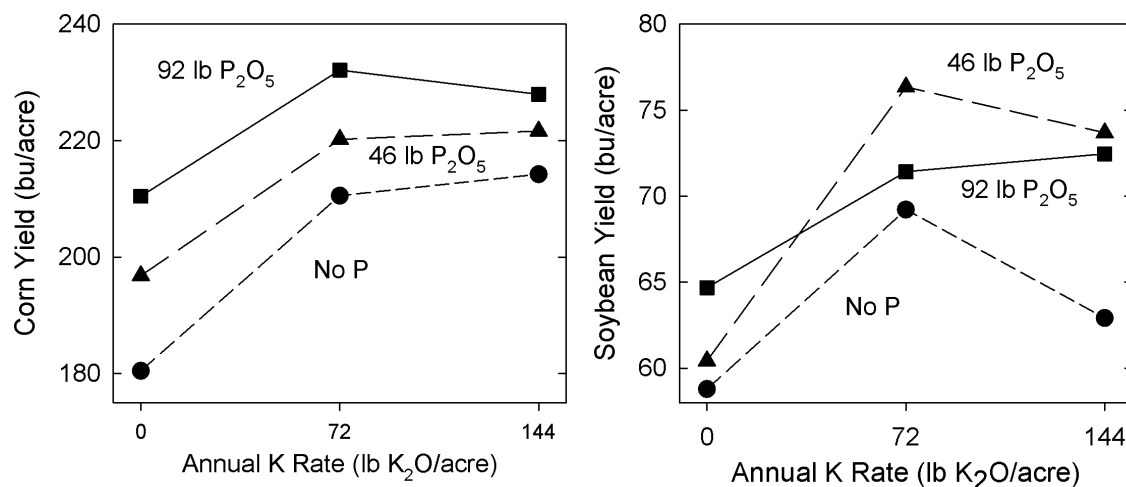 240
220
200
180
Corn Yield (bu/acre)
92 lb P₂O₅
46 lb P₂O₅
No P
0 72 144
Annual K Rate (lb K₂O/acre)
80
75
70
65
60
Soybean Yield (bu/acre)
46 lb P₂O₅
92 lb P₂O₅
No P
0 72 144
Annual K Rate (lb K₂O/acre)